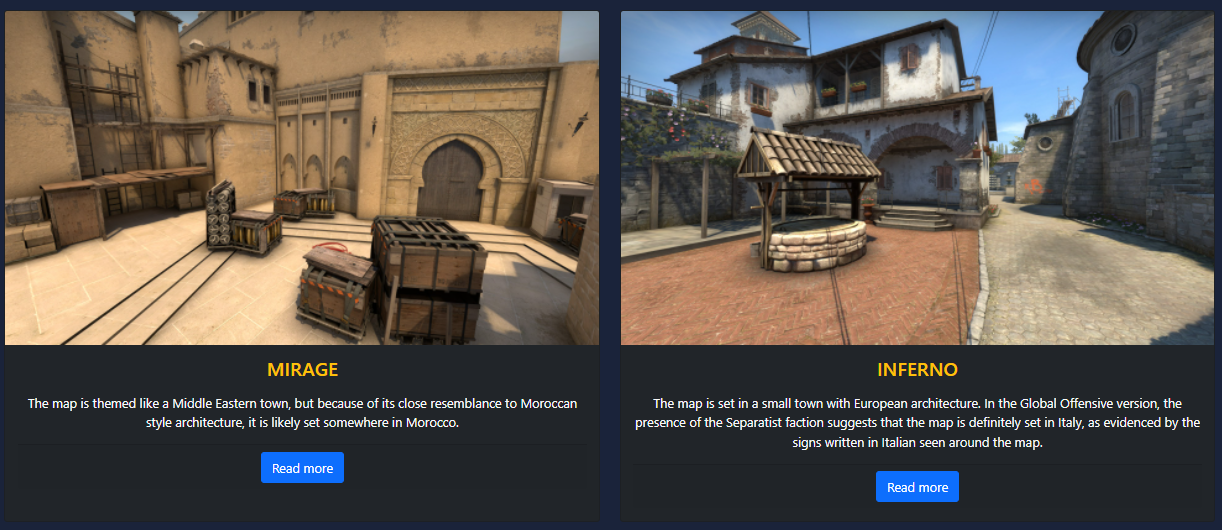 MIRAGE
The map is themed like a Middle Eastern town, but because of its close resemblance to Moroccan
style architecture, it is likely set somewhere in Morocco.
Read more
INFERNO
The map is set in a small town with European architecture. In the Global Offensive version, the
presence of the Separatist faction suggests that the map is definitely set in Italy, as evidenced by the
signs written in Italian seen around the map.
Read more